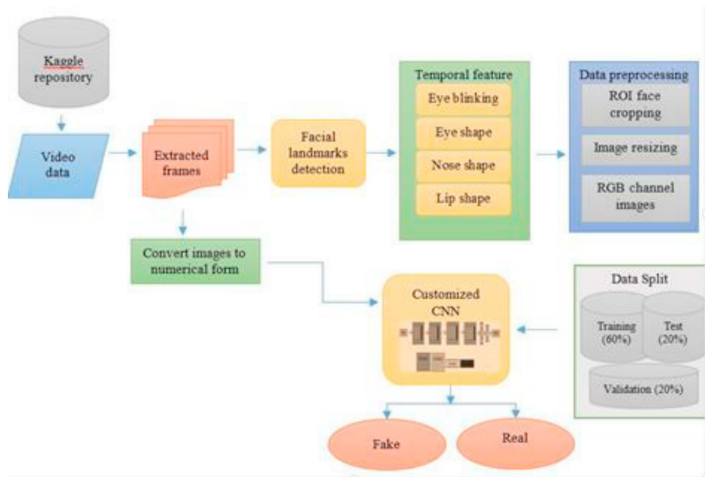 Kaggle
repository
Video
data
Extracted
frames
Facial
landmarks
detection
Temporal feature
Eye blinking
Eye shape
Nose shape
Lip shape
Data preprocessing
ROI face
cropping
Image resizing
RGB channel
images
Convert images to
numerical form
Customized
CNN
Data Split
Training
(60%)
Test
(20%)
Validation (20%)
Fake
Real